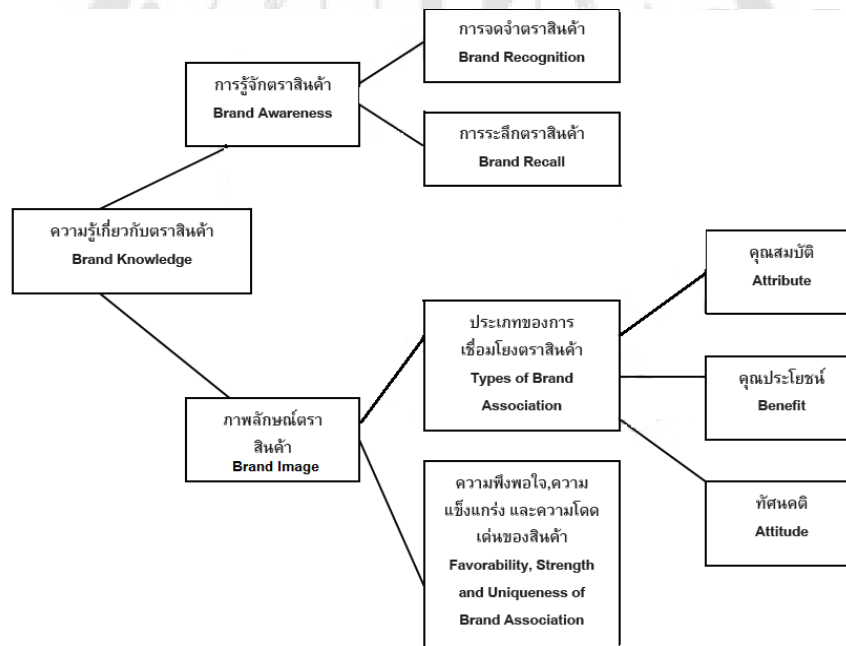 การจดจำตราสินค้า
Brand Recognition
การรู้จักตราสินค้า
Brand Awareness
การระลึกตราสินค้า
Brand Recall
ความรู้เกี่ยวกับตราสินค้า
Brand Knowledge
คุณสมบัติ
Attribute
ประเภทของการ
เชื่อมโยงตราสินค้า
Types of Brand
Association
คุณประโยชน์
Benefit
ภาพลักษณ์ตรา
สินค้า
Brand Image
ความพึงพอใจ,ความ
แข็งแกร่ง และความโดด
เด่นของสินค้า
Favorability, Strength
and Uniqueness of
Brand Association
ทัศนคติ
Attitude